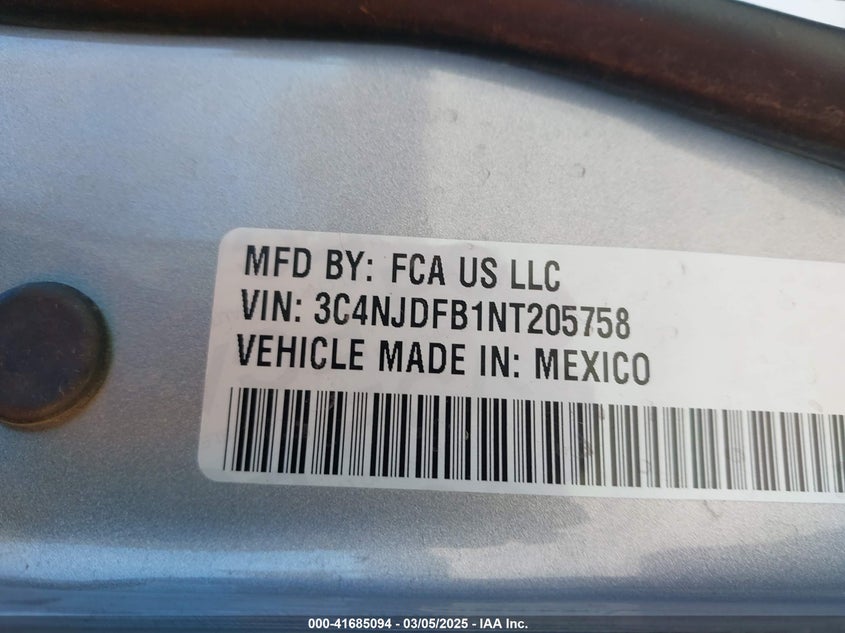 MFD BY: FCA US LLC
VIN: 3C4NJDFB1NT205758
VEHICLE MADE IN: MEXICO
000-41685094 - 03/05/2025 - IAA Inc.